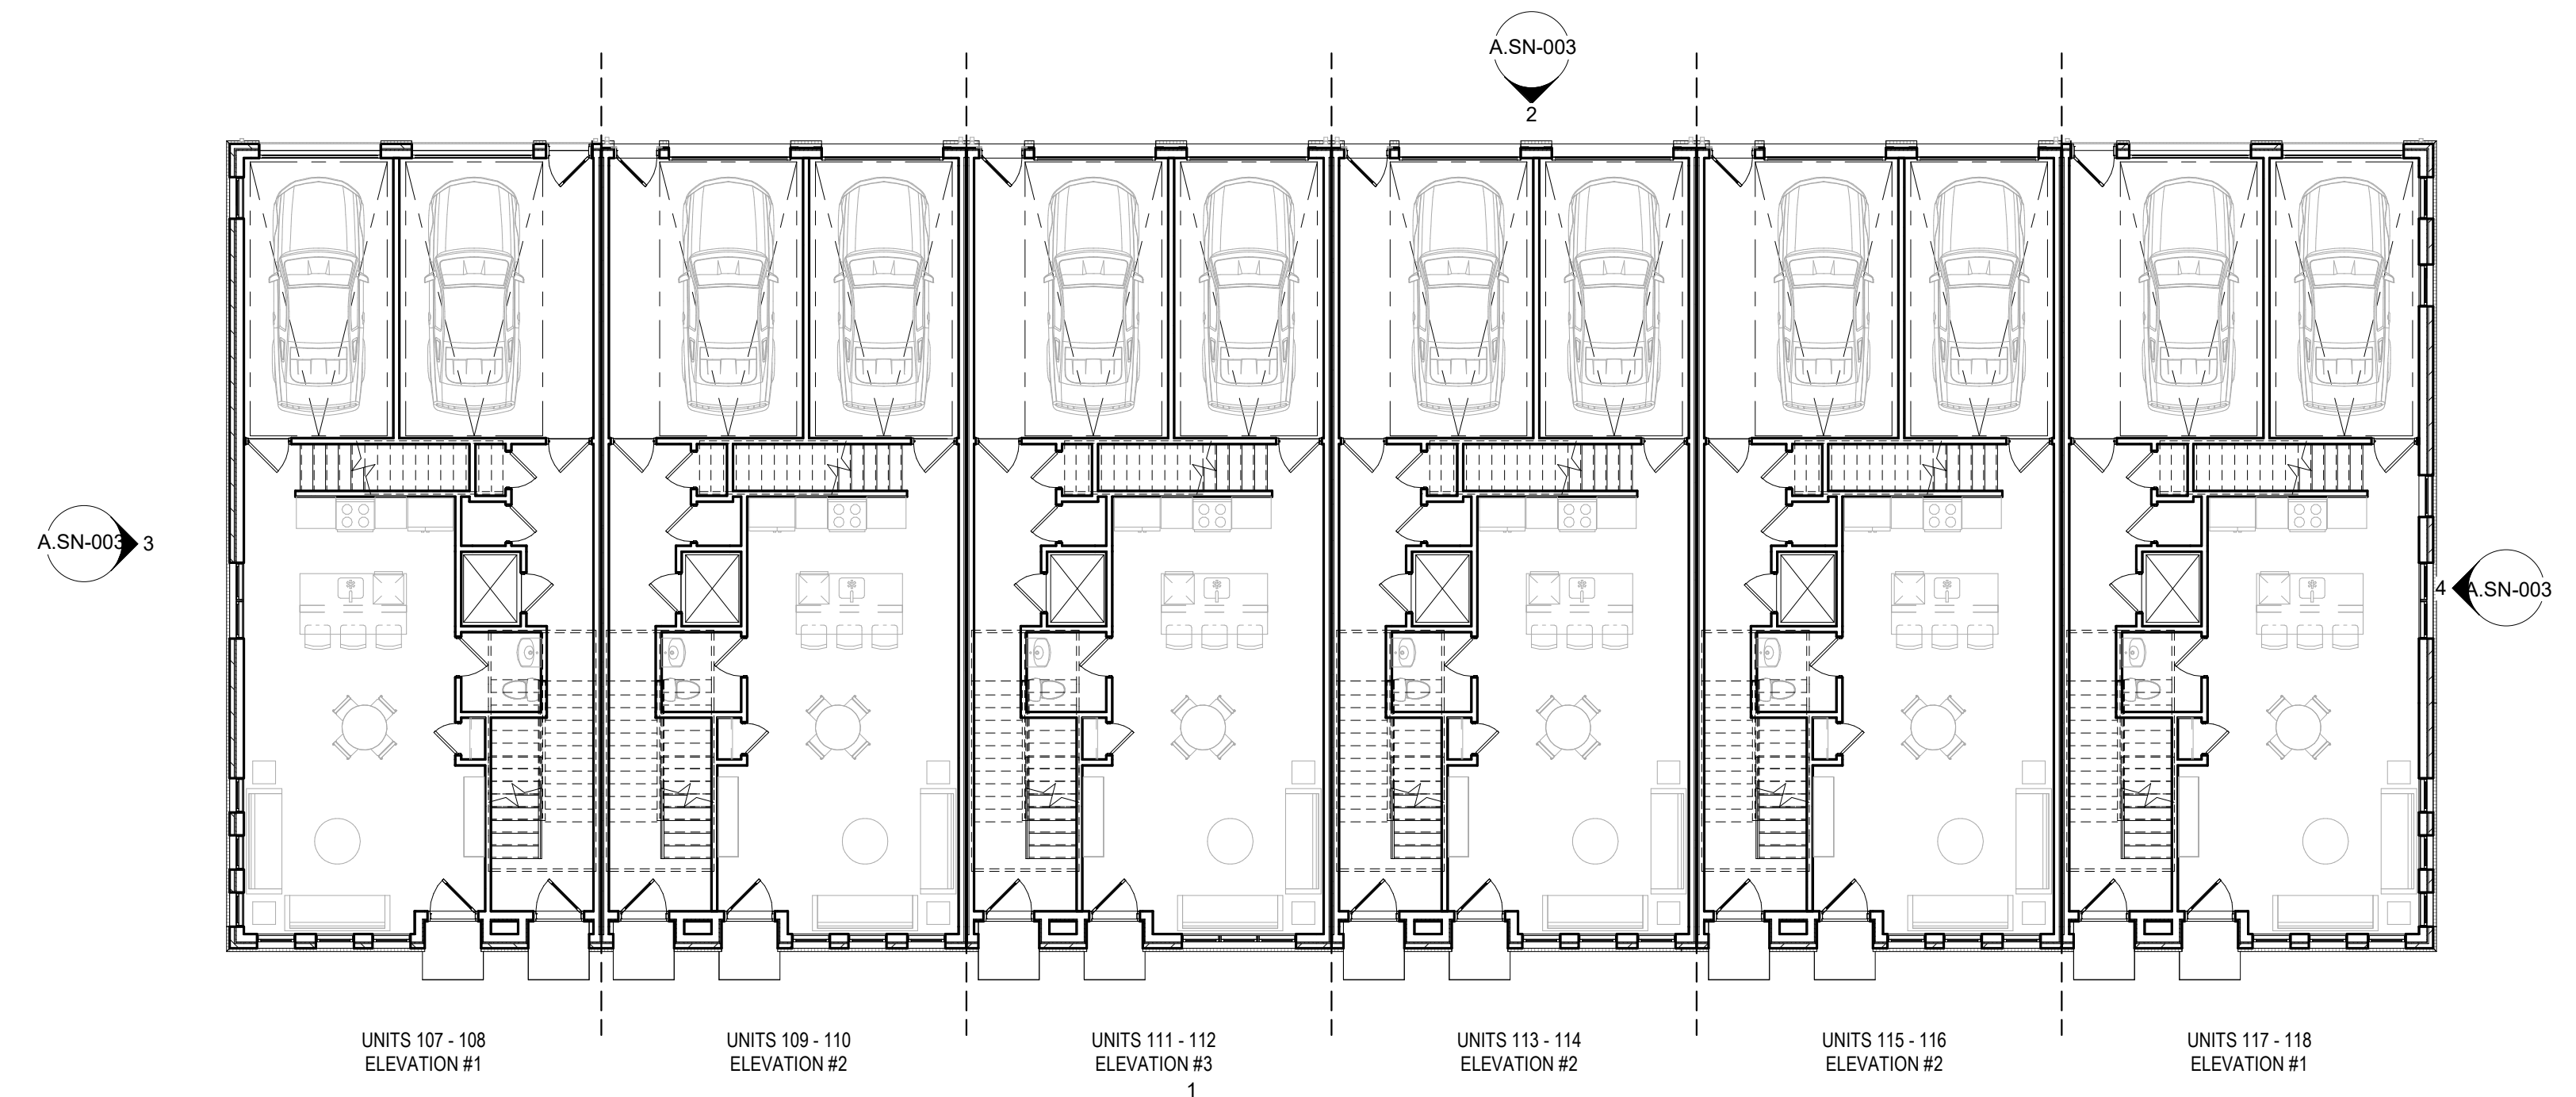 A.SN-003
2
A.SN-003 3
4 A.SN-003
UNITS 107 - 108
ELEVATION #1
UNITS 109 - 110
ELEVATION #2
UNITS 111 - 112
ELEVATION #3
UNITS 113 - 114
ELEVATION #2
UNITS 115 - 116
ELEVATION #2
UNITS 117 - 118
ELEVATION #1
1